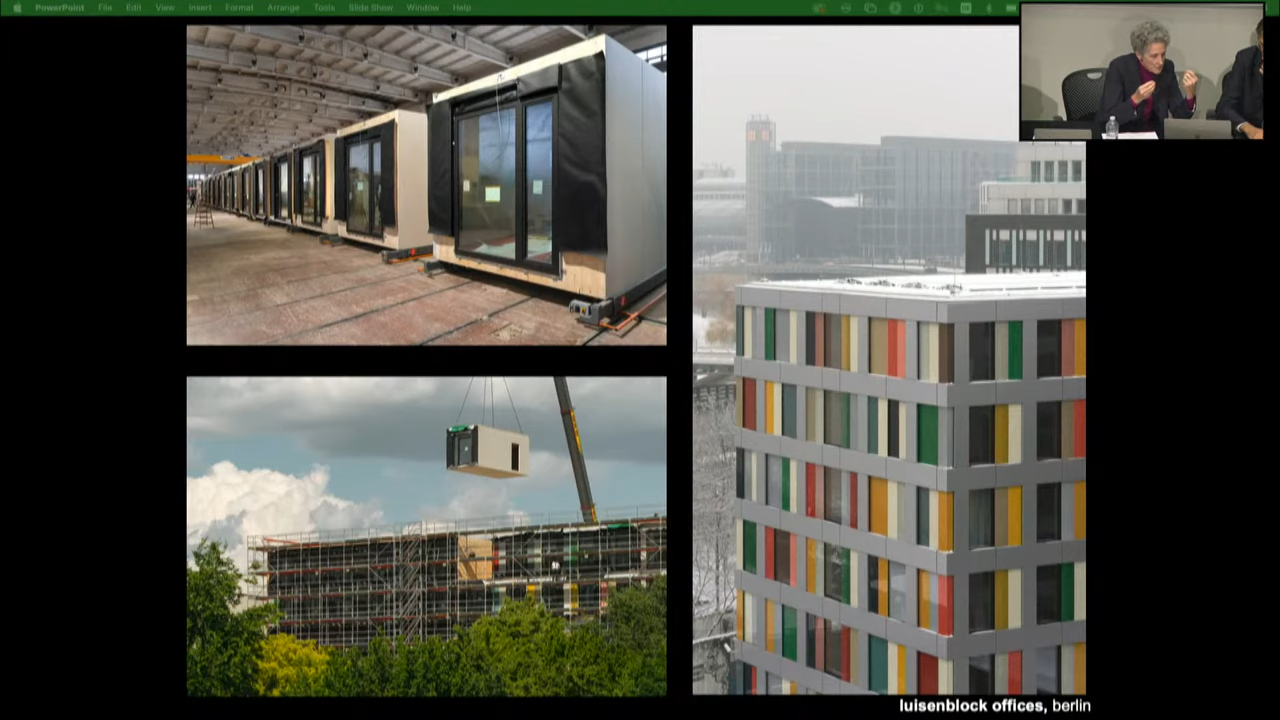 PowerPoint File Edit View Insert Format Arrange Tools Slide Show Window Help
luisenblock offices, berlin